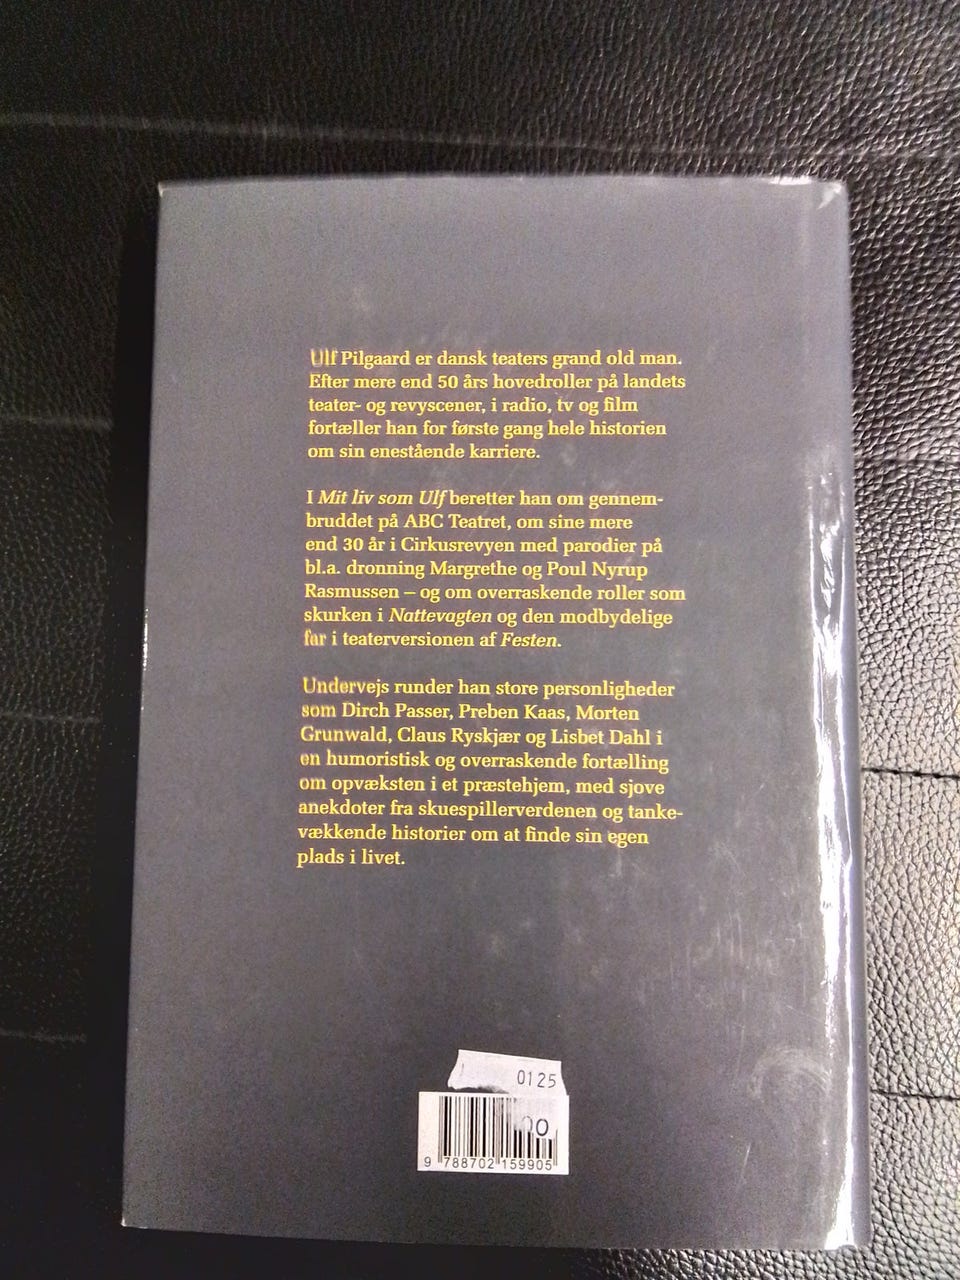 Ulf Pilgaard er dansk teaters grand old man.
Efter mere end 50 års hovedroller på landets
teater- og revyscener, i radio, tv og film
fortæller han for første gang hele historien
om sin enestående karriere.
I Mit liv som Ulf beretter han om gennem-
bruddet på ABC Teatret, om sine mere
end 30 år i Cirkusrevyen med parodier på
bl.a. dronning Margrethe og Poul Nyrup
Rasmussen – og om overraskende roller som
skurken i Nattevagten og den modbydelige
far i teaterversionen af Festen.
Undervejs runder han store personligheder
som Dirch Passer, Preben Kaas, Morten
Grunwald, Claus Ryskjær og Lisbet Dahl i
en humoristisk og overraskende fortælling
om opvæksten i et præstehjem, med sjove
anekdoter fra skuespillerverdenen og tanke-
vækkende historier om at finde sin egen
plads i livet.
0125
00
9 788702 159905